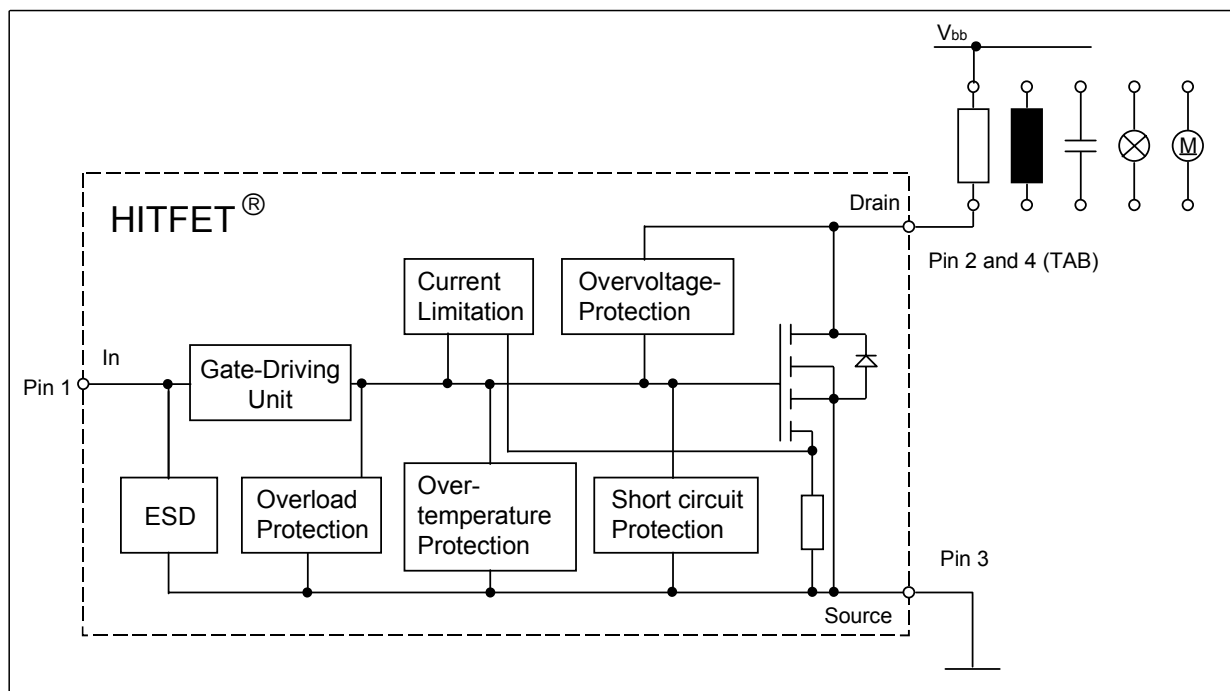 Vbb
HITFET ®
Drain
Pin 2 and 4 (TAB)
Current
Limitation
Overvoltage-
Protection
In
Pin 1
Gate-Driving
Unit
M
ESD
Overload
Protection
Over-
temperature
Protection
Short circuit
Protection
Pin 3
Source